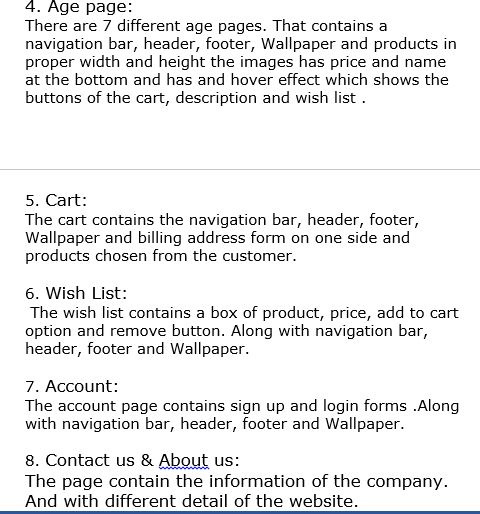 4. Age page:
There are 7 different age pages. That contains a
navigation bar, header, footer, Wallpaper and products in
proper width and height the images has price and name
at the bottom and has and hover effect which shows the
buttons of the cart, description and wish list .
5. Cart:
The cart contains the navigation bar, header, footer,
Wallpaper and billing address form on one side and
products chosen from the customer.
6. Wish List:
The wish list contains a box of product, price, add to cart
option and remove button. Along with navigation bar,
header, footer and Wallpaper.
7. Account:
The account page contains sign up and login forms .Along
with navigation bar, header, footer and Wallpaper.
8. Contact us & About us:
The page contain the information of the company.
And with different detail of the website.